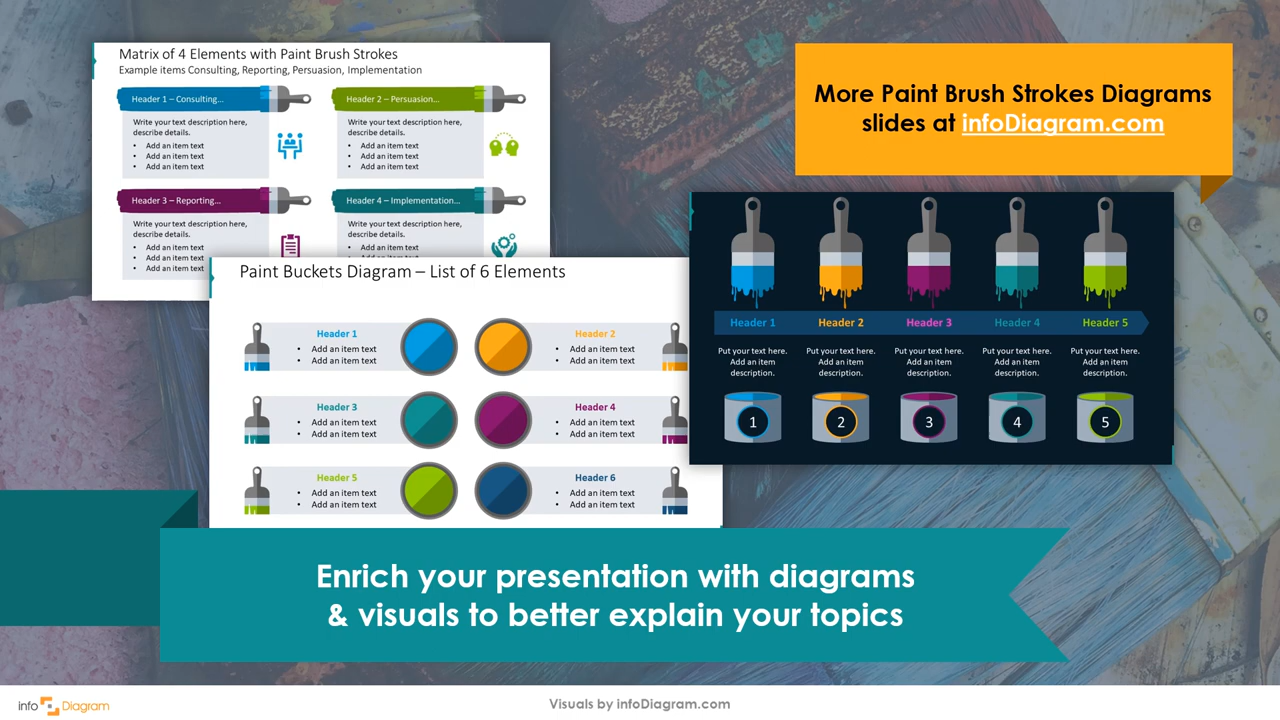 Matrix of 4 Elements with Paint Brush Strokes
Example items Consulting, Reporting, Persuasion, Implementation
Header 1 – Consulting...
Write your text description here,
describe details.
• Add an item text
• Add an item text
• Add an item text
Header 2 – Persuasion...
Write your text description here,
describe details.
• Add an item text
• Add an item text
• Add an item text
Header 3 – Reporting...
Write your text description here,
describe details.
• Add an item text
• Add an item text
• Add an item text
Header 4 – Implementation...
Write your text description here,
describe details.
• Add an item text
More Paint Brush Strokes Diagrams
slides at infoDiagram.com
Paint Buckets Diagram – List of 6 Elements
Header 1
• Add an item text
• Add an item text
Header 2
• Add an item text
• Add an item text
Header 3
• Add an item text
• Add an item text
Header 4
• Add an item text
• Add an item text
Header 5
• Add an item text
• Add an item text
Header 6
• Add an item text
• Add an item text
Header 1
Put your text here.
Add an item
description.
1
Header 2
Put your text here.
Add an item
description.
2
Header 3
Put your text here.
Add an item
description.
3
Header 4
Put your text here.
Add an item
description.
4
Header 5
Put your text here.
Add an item
description.
5
Enrich your presentation with diagrams
& visuals to better explain your topics
info Diagram
Visuals by infoDiagram.com